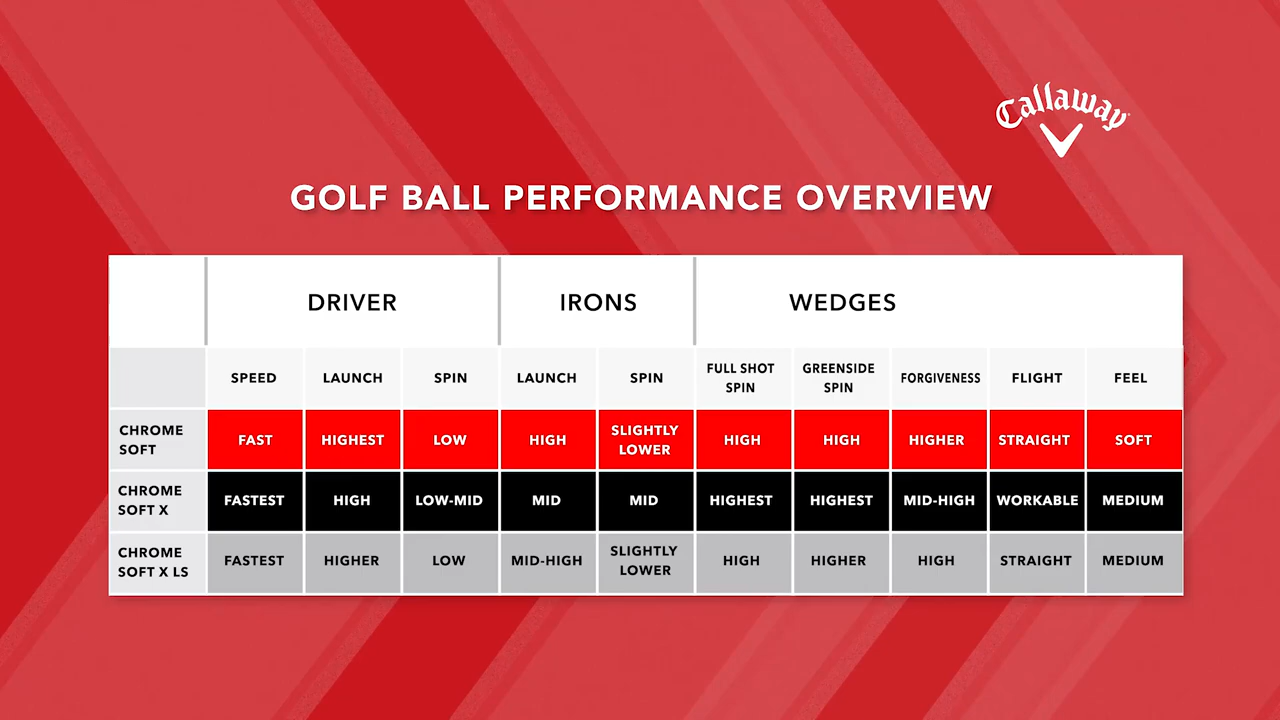 Callaway
GOLF BALL PERFORMANCE OVERVIEW
DRIVER IRONS WEDGES
SPEED LAUNCH SPIN LAUNCH SPIN FULL SHOT SPIN GREENSIDE SPIN FORGIVENESS FLIGHT FEEL
CHROME SOFT FAST HIGHEST LOW HIGH SLIGHTLY LOWER HIGH HIGH HIGHER STRAIGHT SOFT
CHROME SOFT X FASTEST HIGH LOW-MID MID MID HIGHEST HIGHEST MID-HIGH WORKABLE MEDIUM
CHROME SOFT X LS FASTEST HIGHER LOW MID-HIGH SLIGHTLY LOWER HIGH HIGHER HIGH STRAIGHT MEDIUM